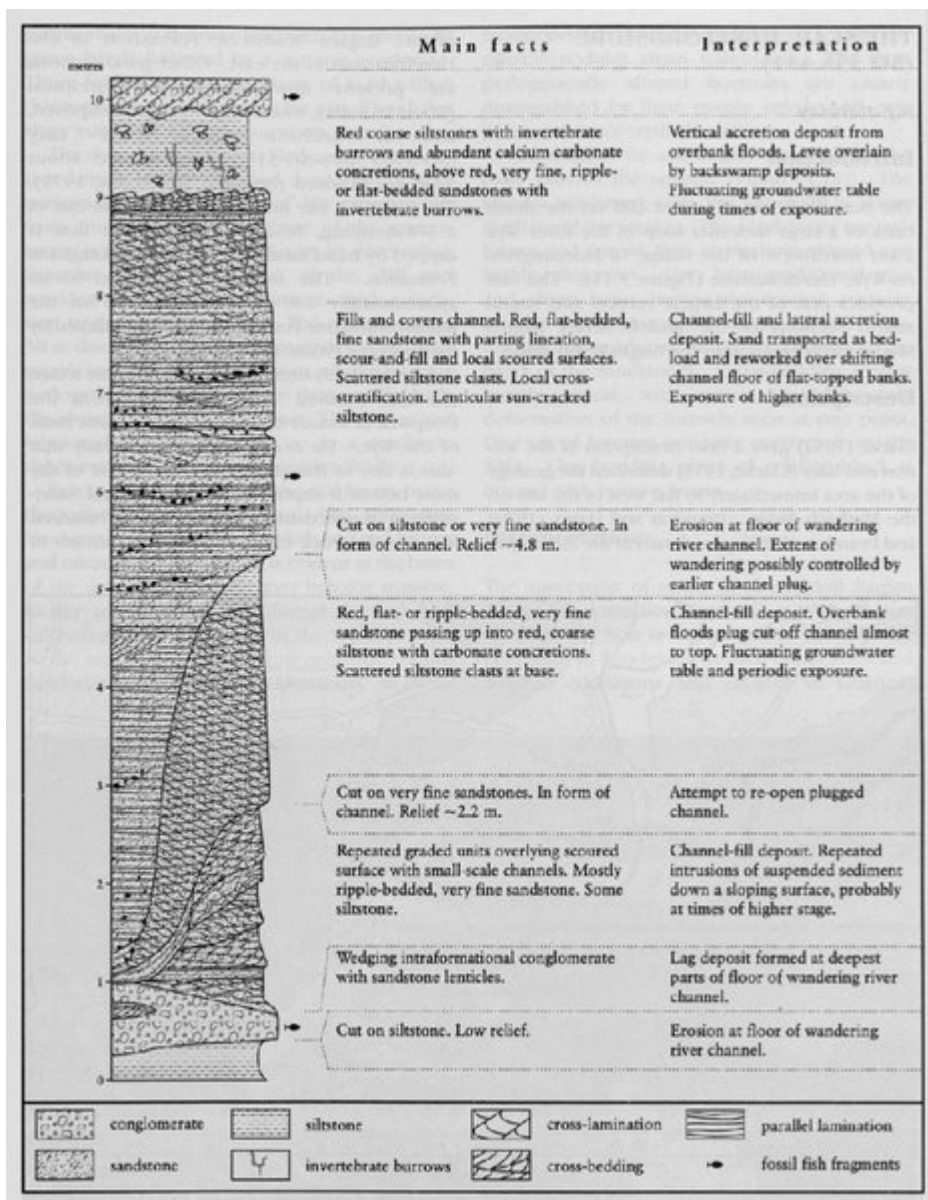 Main facts
Interpretation
metres
10
Red coarse siltstones with invertebrate
burrows and abundant calcium carbonate
concretions, above red, very fine, ripple-
or flat-bedded sandstones with
invertebrate burrows.
Vertical accretion deposit from
overbank floods. Levee overlain
by backswamp deposits.
Fluctuating groundwater table
during times of exposure.
9
8
Fills and covers channel. Red, flat-bedded,
fine sandstone with parting lineation,
scour-and-fill and local scoured surfaces.
Scattered siltstone clasts. Local cross-
stratification. Lenticular sun-cracked
siltstone.
Channel-fill and lateral accretion
deposit. Sand transported as bed-
load and reworked over shifting
channel floor of flat-topped banks.
Exposure of higher banks.
Cut on siltstone or very fine sandstone. In
form of channel. Relief ~4.8 m.
Erosion at floor of wandering
river channel. Extent of
wandering possibly controlled by
earlier channel plug.
Red, flat- or ripple-bedded, very fine
sandstone passing up into red, coarse
siltstone with carbonate concretions.
Scattered siltstone clasts at base.
Channel-fill deposit. Overbank
floods plug cut-off channel almost
to top. Fluctuating groundwater
table and periodic exposure.
4
3
Cut on very fine sandstones. In form of
channel. Relief ~2.2 m.
Attempt to re-open plugged
channel.
Repeated graded units overlying scoured
surface with small-scale channels. Mostly
ripple-bedded, very fine sandstone. Some
siltstone.
Channel-fill deposit. Repeated
intrusions of suspended sediment
down a sloping surface, probably
at times of higher stage.
2
Wedging intraformational conglomerate
with sandstone lenticles.
Lag deposit formed at deepest
parts of floor of wandering river
channel.
1
Cut on siltstone. Low relief.
Erosion at floor of wandering
river channel.
0
conglomerate
siltstone
cross-lamination
parallel lamination
sandstone
invertebrate burrows
cross-bedding
fossil fish fragments